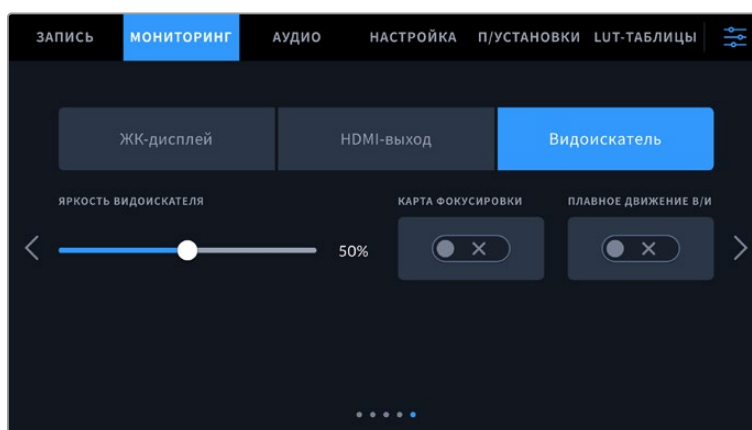 ЗАПИСЬ МОНИТОРИНГ АУДИО НАСТРОЙКА П/УСТАНОВКИ LUT-ТАБЛИЦЫ
ЖК-дисплей HDMI-выход Видоискатель
ЯРКОСТЬ ВИДОИСКАТЕЛЯ КАРТА ФОКУСИРОВКИ ПЛАВНОЕ ДВИЖЕНИЕ В/И
50%